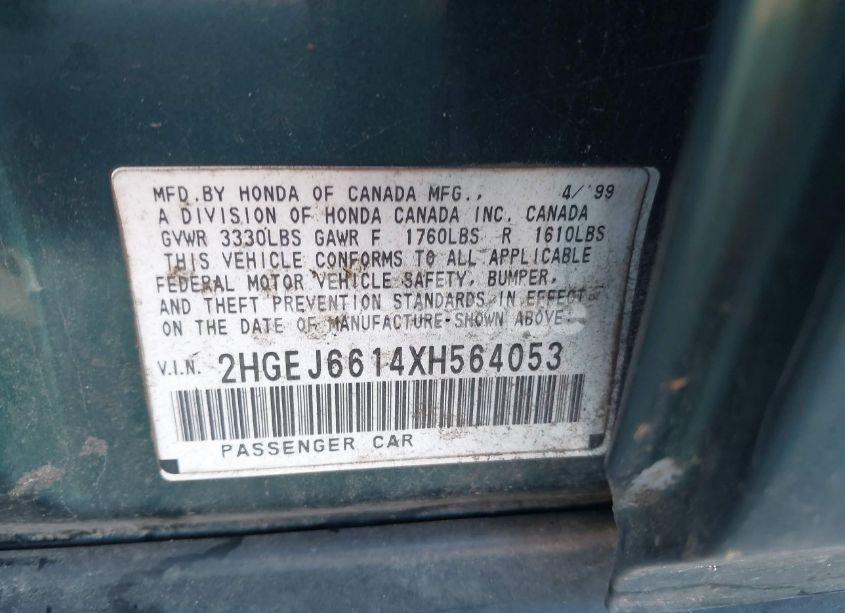 MFD.BY HONDA OF CANADA MFG., 4/'99
A DIVISION OF HONDA CANADA INC. CANADA
GVWR 3330LBS GAWR F 1760LBS R 1610LBS
THIS VEHICLE CONFORMS TO ALL APPLICABLE
FEDERAL MOTOR VEHICLE SAFETY, BUMPER,
AND THEFT PREVENTION STANDARDS IN EFFECT
ON THE DATE OF MANUFACTURE SHOWN ABOVE.
V.I.N. 2HGEJ6614XH564053
PASSENGER CAR